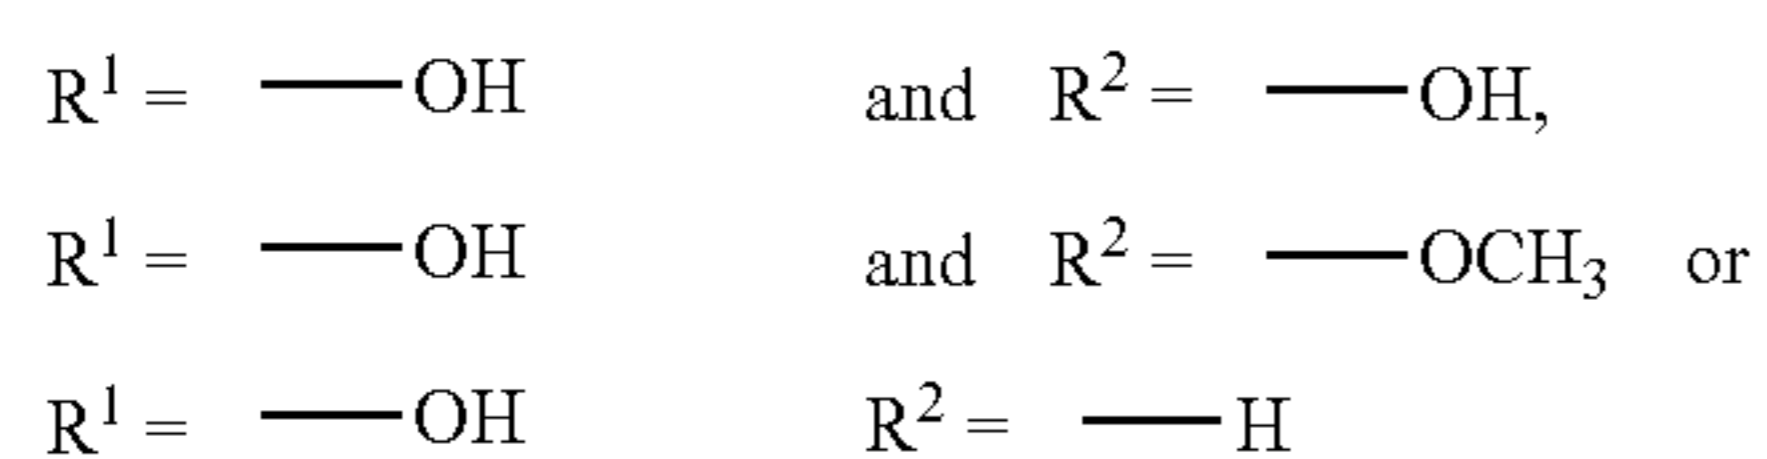 R¹ = —OH and R² = —OH,
R¹ = —OH and R² = —OCH₃ or
R¹ = —OH R² = —H